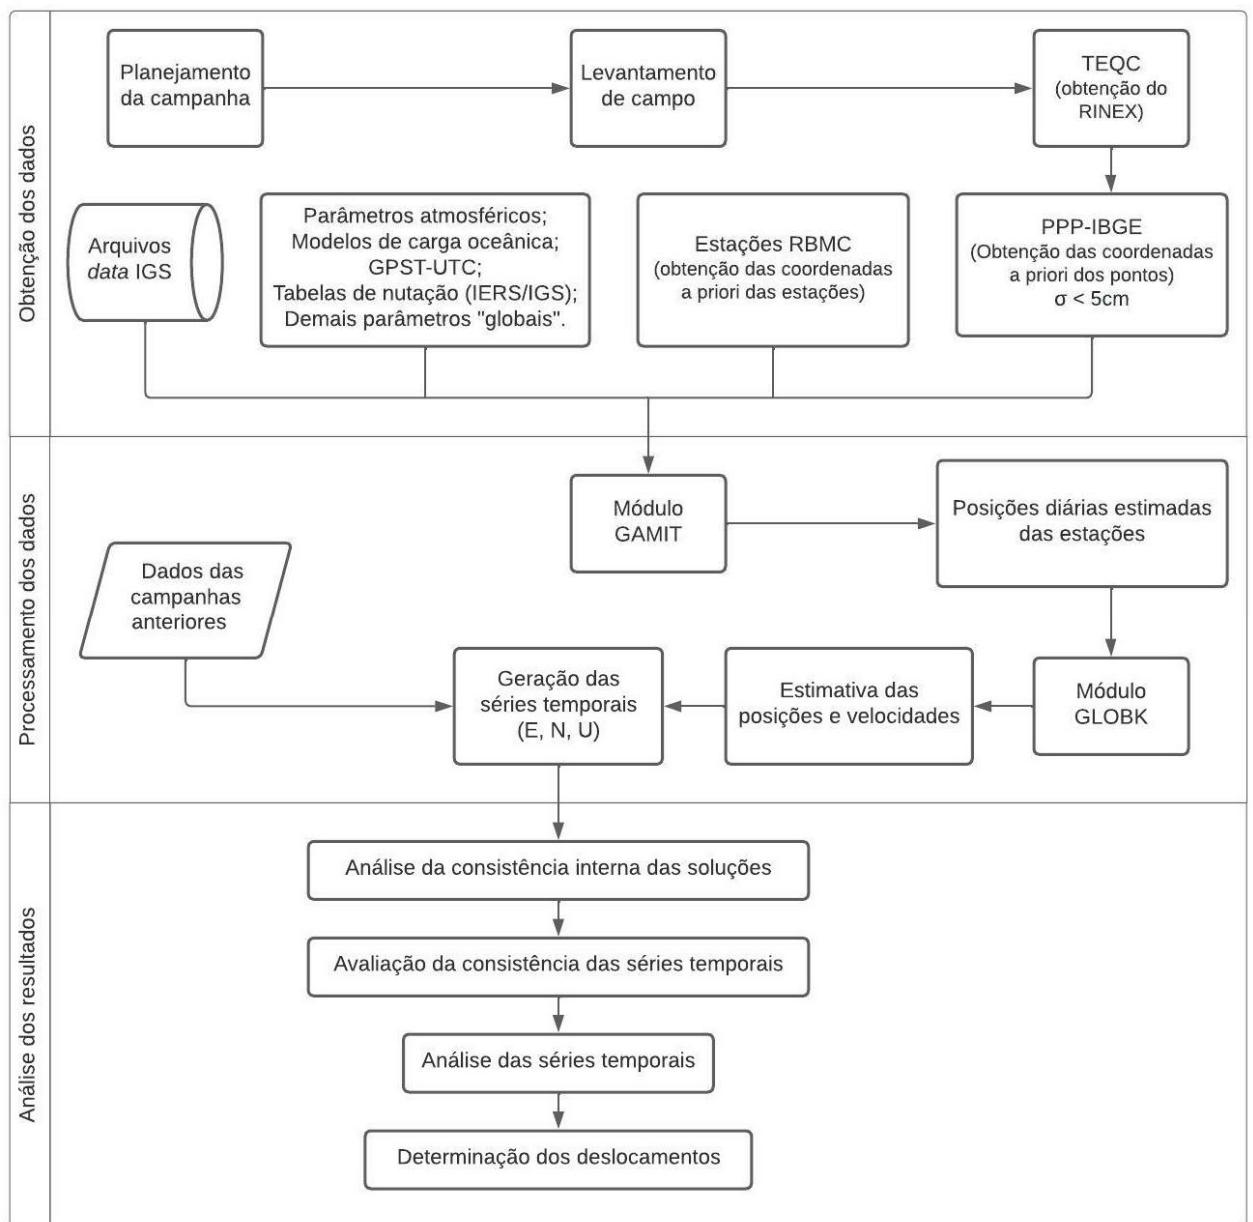 Obtenção dos dados
Planejamento
da campanha
Levantamento
de campo
TEQC
(obtenção do
RINEX)
Arquivos
data IGS
Parâmetros atmosféricos;
Modelos de carga oceânica;
GPST-UTC;
Tabelas de nutação (IERS/IGS);
Demais parâmetros "globais".
Estações RBMC
(obtenção das coordenadas
a priori das estações)
PPP-IBGE
(Obtenção das coordenadas
a priori dos pontos)
σ < 5cm
Processamento dos dados
Módulo
GAMIT
Posições diárias estimadas
das estações
Dados das
campanhas
anteriores
Geração das
séries temporais
(E, N, U)
Estimativa das
posições e velocidades
Módulo
GLOBK
Análise dos resultados
Análise da consistência interna das soluções
Avaliação da consistência das séries temporais
Análise das séries temporais
Determinação dos deslocamentos